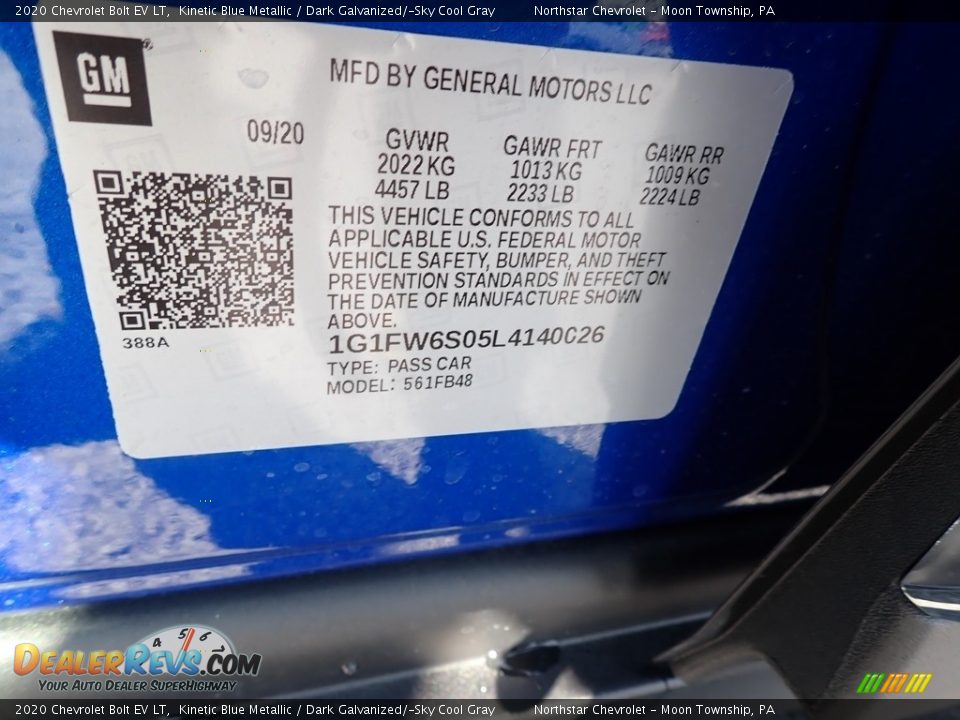 2020 Chevrolet Bolt EV LT, Kinetic Blue Metallic / Dark Galvanized/-Sky Cool Gray Northstar Chevrolet - Moon Township, PA
GM®
MFD BY GENERAL MOTORS LLC
09/20 GVWR GAWR FRT GAWR RR
2022 KG 1013 KG 1009 KG
4457 LB 2233 LB 2224 LB
THIS VEHICLE CONFORMS TO ALL
APPLICABLE U.S. FEDERAL MOTOR
VEHICLE SAFETY, BUMPER, AND THEFT
PREVENTION STANDARDS IN EFFECT ON
THE DATE OF MANUFACTURE SHOWN
ABOVE.
388A
1G1FW6S05L4140C26
TYPE: PASS CAR
MODEL: 561FB48
4 5 6
DEALERREVS.COM
YOUR AUTO DEALER SUPERHIGHWAY
2020 Chevrolet Bolt EV LT, Kinetic Blue Metallic / Dark Galvanized/-Sky Cool Gray Northstar Chevrolet - Moon Township, PA